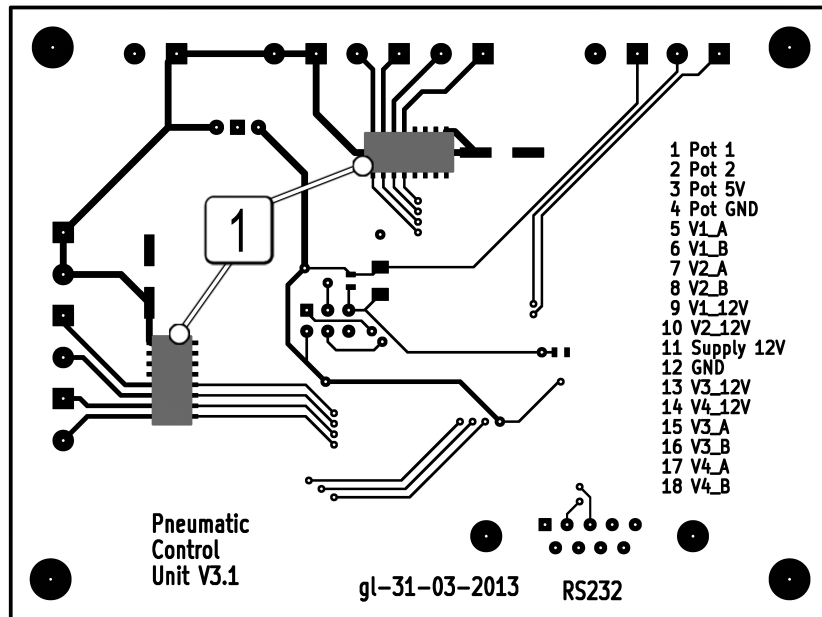 1
1 Pot 1
2 Pot 2
3 Pot 5V
4 Pot GND
5 V1_A
6 V1_B
7 V2_A
8 V2_B
9 V1_12V
10 V2_12V
11 Supply 12V
12 GND
13 V3_12V
14 V4_12V
15 V3_A
16 V3_B
17 V4_A
18 V4_B
Pneumatic
Control
Unit V3.1
gl-31-03-2013
RS232